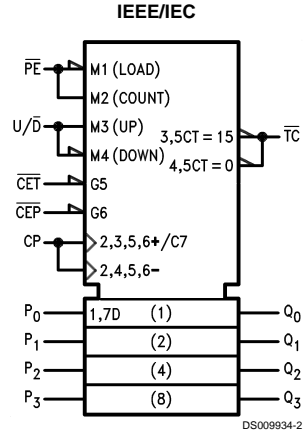 IEEE/IEC
PE M1 (LOAD)
M2 (COUNT)
U/D M3 (UP) 3,5CT = 15 TC
M4 (DOWN) 4,5CT = 0
CET G5
CEP G6
CP 2,3,5,6+/C7
2,4,5,6−
P0 1,7D (1) Q0
P1 (2) Q1
P2 (4) Q2
P3 (8) Q3
DS009934-2